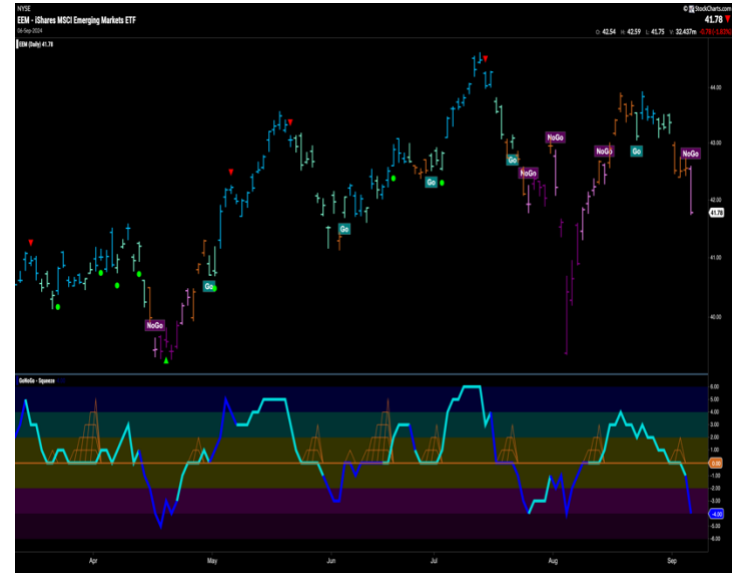 NYSE
© StockCharts.com
EEM - iShares MSCI Emerging Markets ETF
41.78
06-Sep-2024
O: 42.54 H: 42.59 L: 41.75 V: 32.437m -0.78 (-1.83%)
EEM (Daily) 41.78
44.00
43.00
42.00
41.78
41.00
40.00
NoGo
Go
Go
Go
Go
NoGo
NoGo
NoGo
Go
NoGo
GoNoGo - Squeeze
6.00
5.00
4.00
3.00
2.00
1.00
0.00
-1.00
-2.00
-3.00
-4.00
-5.00
-6.00
Apr May Jun Jul Aug Sep